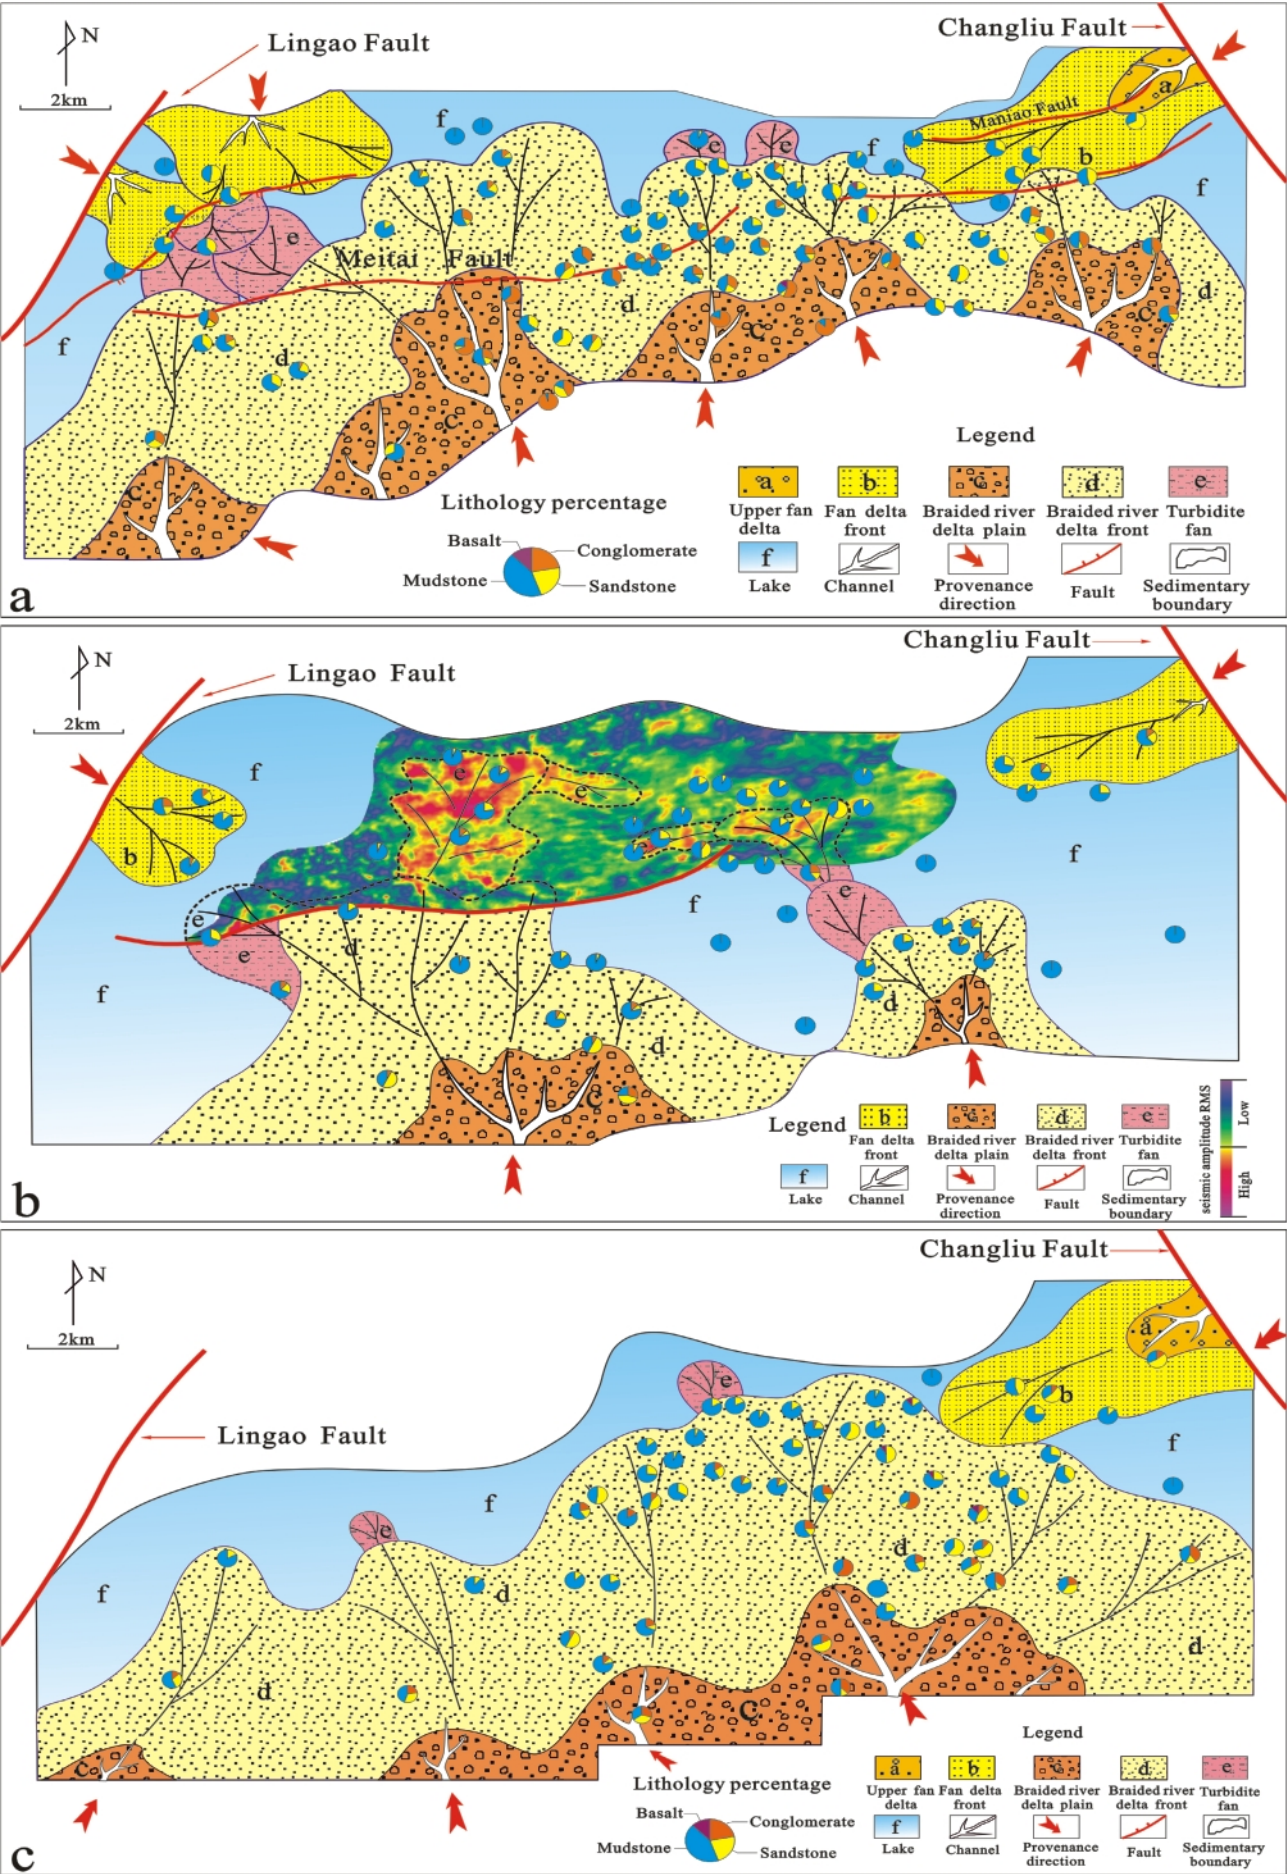 Changliu Fault
N
Lingao Fault
2km
a
Maniao Fault
f
e
e
f
b
f
e
Meitai Fault
d
d
f
d
c
c
c
c
c
Legend
Lithology percentage
Basalt
Conglomerate
Mudstone
Sandstone
a
b
c
d
e
Upper fan
delta
Fan delta
front
Braided river
delta plain
Braided river
delta front
Turbidite
fan
f
Lake
Channel
Provenance
direction
Fault
Sedimentary
boundary
a
Changliu Fault
N
Lingao Fault
2km
f
e
e
e
b
f
e
e
f
e
d
f
d
d
c
Legend
b
c
d
e
Fan delta
front
Braided river
delta plain
Braided river
delta front
Turbidite
fan
f
Lake
Channel
Provenance
direction
Fault
Sedimentary
boundary
seismic amplitude RMS
Low
High
b
Changliu Fault
N
2km
a
e
b
Lingao Fault
f
f
e
d
d
f
d
d
c
c
Legend
Lithology percentage
Basalt
Conglomerate
Mudstone
Sandstone
a
b
c
d
e
Upper fan
delta
Fan delta
front
Braided river
delta plain
Braided river
delta front
Turbidite
fan
f
Lake
Channel
Provenance
direction
Fault
Sedimentary
boundary
c